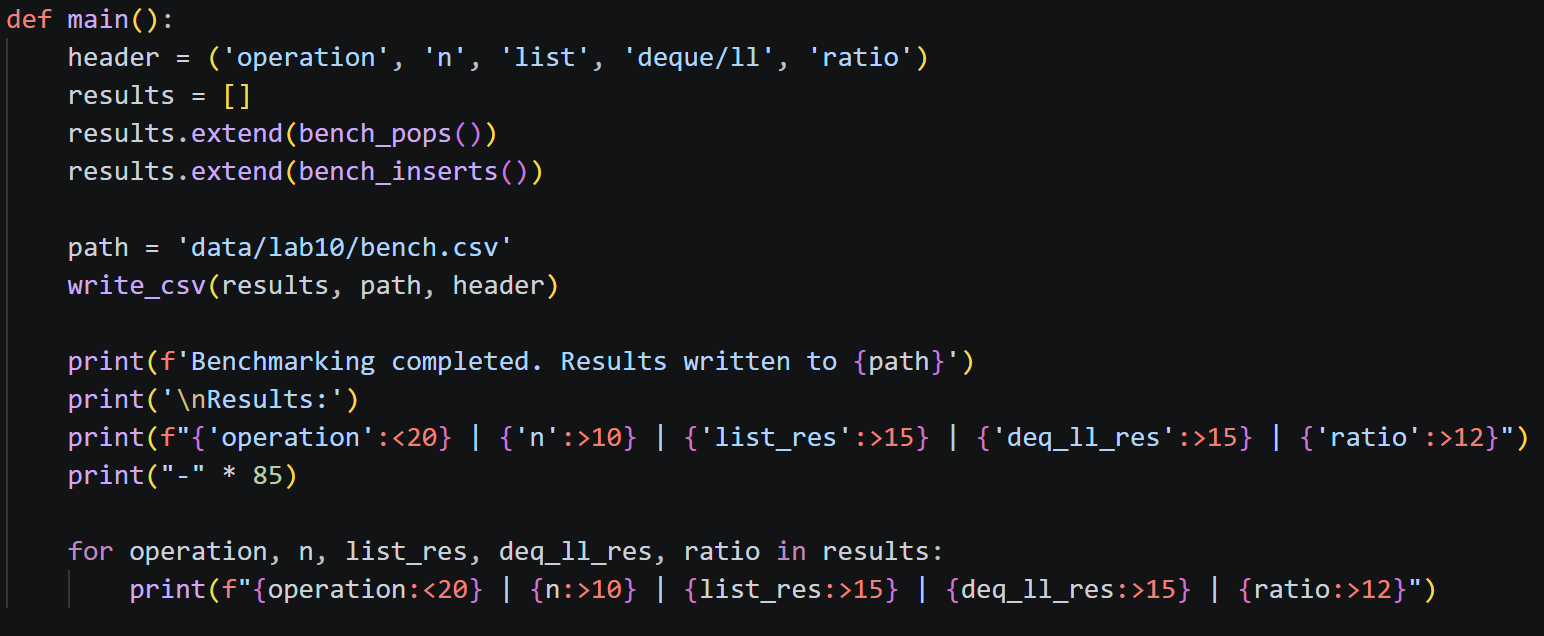 def main():
    header = ('operation', 'n', 'list', 'deque/ll', 'ratio')
    results = []
    results.extend(bench_pops())
    results.extend(bench_inserts())

    path = 'data/lab10/bench.csv'
    write_csv(results, path, header)

    print(f'Benchmarking completed. Results written to {path}')
    print('\nResults:')
    print(f"{'operation':<20} | {'n':>10} | {'list_res':>15} | {'deq_ll_res':>15} | {'ratio':>12}")
    print("-" * 85)

    for operation, n, list_res, deq_ll_res, ratio in results:
        print(f"{operation:<20} | {n:>10} | {list_res:>15} | {deq_ll_res:>15} | {ratio:>12}")